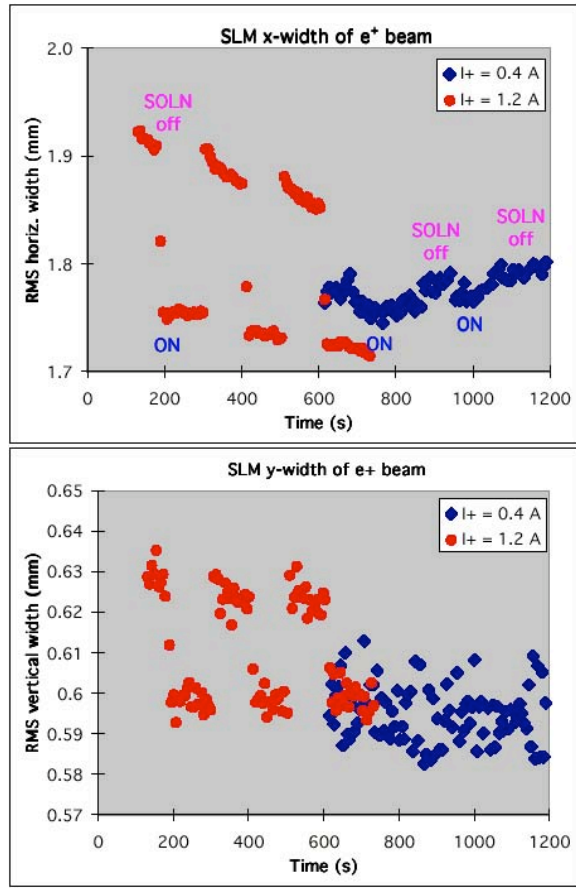 SLM x-width of e⁺ beam
2.0
I+ = 0.4 A
I+ = 1.2 A
SOLN
off
1.9
RMS horiz. width (mm)
SOLN
off
SOLN
off
1.8
ON
ON
ON
1.7
0 200 400 600 800 1000 1200
Time (s)
SLM y-width of e+ beam
0.65
I+ = 0.4 A
I+ = 1.2 A
0.64
0.63
0.62
RMS vertical width (mm)
0.61
0.6
0.59
0.58
0.57
0 200 400 600 800 1000 1200
Time (s)